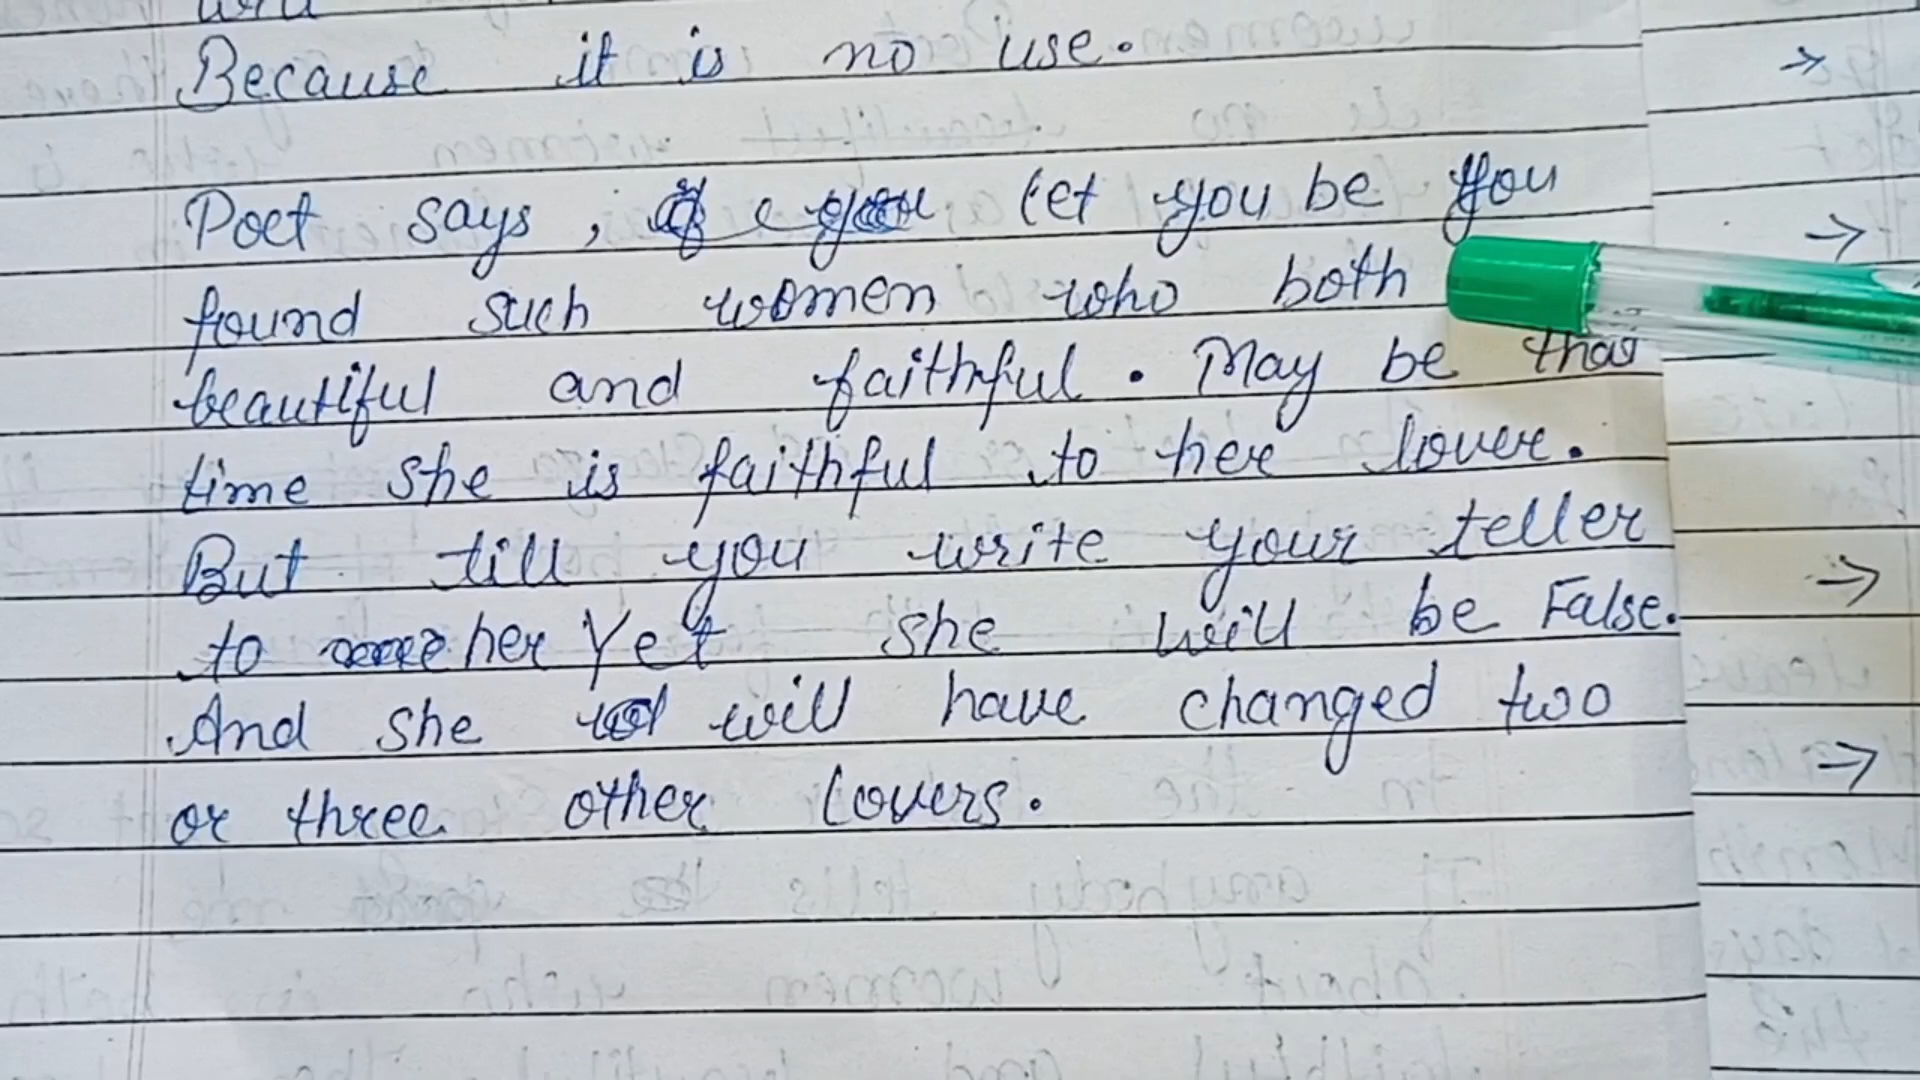 Because it is no use.
Poet says, let you be you
found such women who both
beautiful and faithful. May be that
time she is faithful to her lover.
But till you write your teller
to her Yet she will be False.
And she will have changed two
or three other lovers.